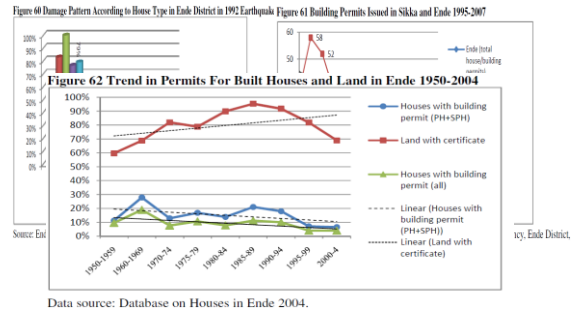 Figure 60 Damage Pattern According to House Type in Ende District in 1992 Earthquake
Figure 61 Building Permits Issued in Sikka and Ende 1995-2007
100%
90%
80%
70%
60%
50%
40%
30%
20%
10%
0%
60
50
40
58
52
Ende (total
house/building
permits)
Figure 62 Trend in Permits For Built Houses and Land in Ende 1950-2004
100%
90%
80%
70%
60%
50%
40%
30%
20%
10%
0%
1950-1959
1960-1969
1970-74
1975-79
1980-84
1985-89
1990-94
1995-99
2000-4
Houses with building
permit (PH+SPH)
Land with certificate
Houses with building
permit (all)
Linear (Houses with
building permit
(PH+SPH))
Linear (Land with
certificate)
Source: End
ncy, Ende District,
Data source: Database on Houses in Ende 2004.